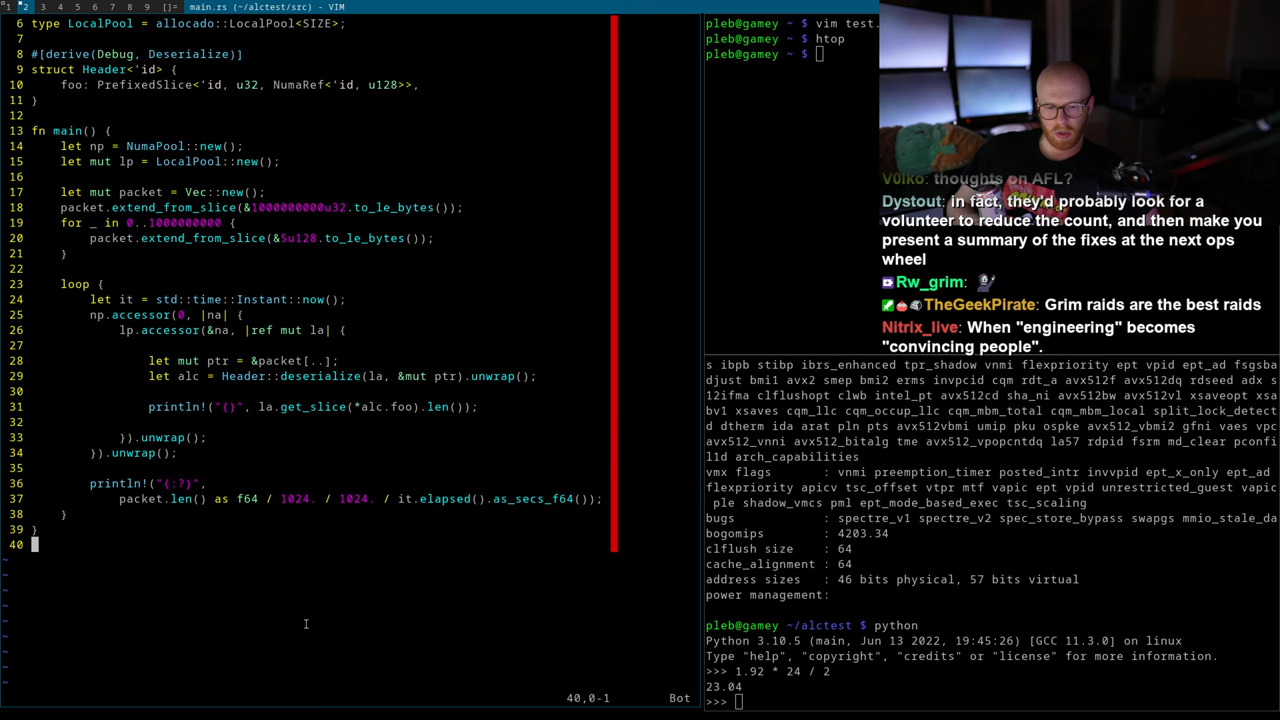 1 2 3 4 5 6 7 8 9 []= main.rs (~/alctest/src) - VIM
6 type LocalPool = allocado::LocalPool<SIZE>;
7
8 #[derive(Debug, Deserialize)]
9 struct Header<'id> {
10     foo: PrefixedSlice<'id, u32, NumaRef<'id, u128>>,
11 }
12
13 fn main() {
14     let np = NumaPool::new();
15     let mut lp = LocalPool::new();
16
17     let mut packet = Vec::new();
18     packet.extend_from_slice(&1000000000u32.to_le_bytes());
19     for _ in 0..1000000000 {
20         packet.extend_from_slice(&5u128.to_le_bytes());
21     }
22
23     loop {
24         let it = std::time::Instant::now();
25         np.accessor(0, |na| {
26             lp.accessor(&na, |ref mut la| {
27
28                 let mut ptr = &packet[..];
29                 let alc = Header::deserialize(la, &mut ptr).unwrap();
30
31                 println!("{}", la.get_slice(*alc.foo).len());
32
33             }).unwrap();
34         }).unwrap();
35
36         println!("{:?}",
37             packet.len() as f64 / 1024. / 1024. / it.elapsed().as_secs_f64());
38     }
39 }
40
~
~
~
~
~
~
~
~
~
40,0-1 Bot
pleb@gamey ~ $ vim test.
pleb@gamey ~ $ htop
pleb@gamey ~ $
V0lko: thoughts on AFL?
Dystout: in fact, they'd probably look for a
volunteer to reduce the count, and then make you
present a summary of the fixes at the next ops
wheel
Rw_grim:
TheGeekPirate: Grim raids are the best raids
Nitrix_live: When "engineering" becomes
"convincing people".
s ibpb stibp ibrs_enhanced tpr_shadow vnmi flexpriority ept vpid ept_ad fsgsba
djust bmi1 avx2 smep bmi2 erms invpcid cqm rdt_a avx512f avx512dq rdseed adx s
12ifma clflushopt clwb intel_pt avx512cd sha_ni avx512bw avx512vl xsaveopt xsa
bv1 xsaves cqm_llc cqm_occup_llc cqm_mbm_total cqm_mbm_local split_lock_detect
d dtherm ida arat pln pts avx512vbmi umip pku ospke avx512_vbmi2 gfni vaes vpc
avx512_vnni avx512_bitalg tme avx512_vpopcntdq la57 rdpid fsrm md_clear pconfi
l1d arch_capabilities
vmx flags : vnmi preemption_timer posted_intr invvpid ept_x_only ept_ad
flexpriority apicv tsc_offset vtpr mtf vapic ept vpid unrestricted_guest vapic
ple shadow_vmcs pml ept_mode_based_exec tsc_scaling
bugs : spectre_v1 spectre_v2 spec_store_bypass swapgs mmio_stale_da
bogomips : 4203.34
clflush size : 64
cache_alignment : 64
address sizes : 46 bits physical, 57 bits virtual
power management:
pleb@gamey ~/alctest $ python
Python 3.10.5 (main, Jun 13 2022, 19:45:26) [GCC 11.3.0] on linux
Type "help", "copyright", "credits" or "license" for more information.
>>> 1.92 * 24 / 2
23.04
>>>